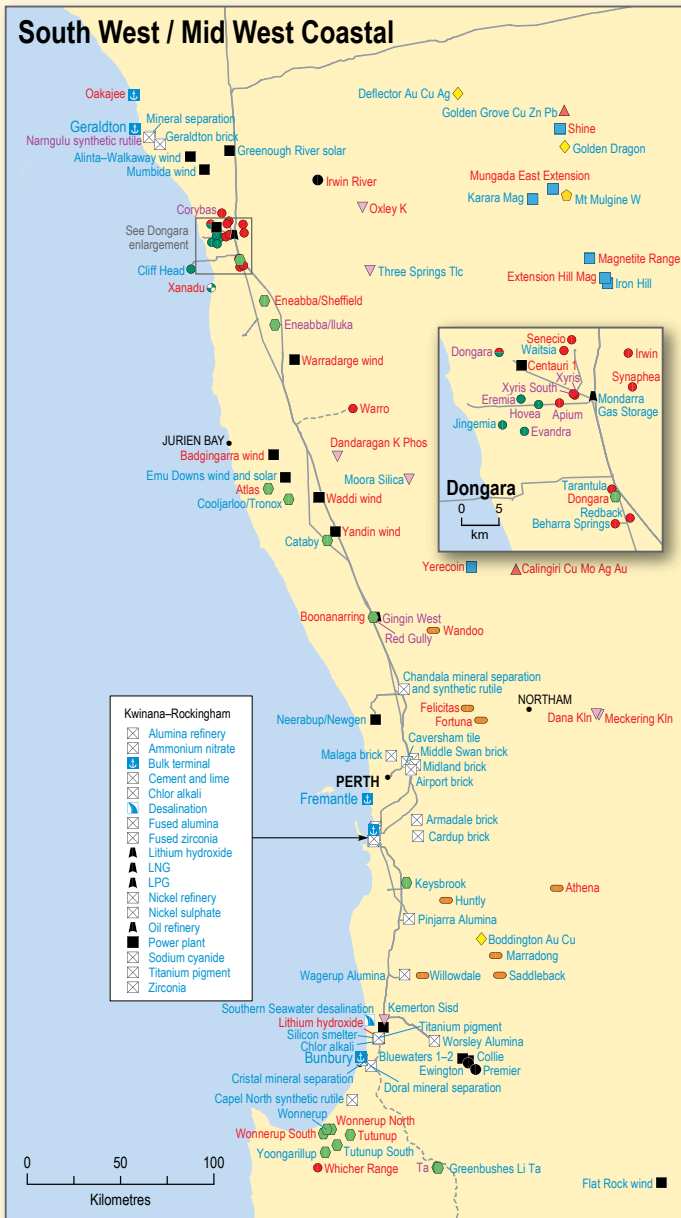 South West / Mid West Coastal
Oakajee
Deflector Au Cu Ag
Golden Grove Cu Zn Pb
Mineral separation
Geraldton
Shine
Narngulu synthetic rutile
Geraldton brick
Golden Dragon
Alinta–Walkaway wind
Greenough River solar
Mumbida wind
Mungada East Extension
Irwin River
Karara Mag
Mt Mulgine W
Corybas
Oxley K
See Dongara
enlargement
Cliff Head
Three Springs Tlc
Magnetite Range
Extension Hill Mag
Iron Hill
Xanadu
Eneabba/Sheffield
Eneabba/Iluka
Warradarge wind
Warro
JURIEN BAY
Badgingarra wind
Dandaragan K Phos
Emu Downs wind and solar
Moora Silica
Atlas
Cooljarloo/Tronox
Waddi wind
Yandin wind
Cataby
Senecio
Waitsia
Dongara
Irwin
Centauri 1
Xyris
Synaphea
Xyris South
Eremia
Mondarra
Gas Storage
Hovea
Apium
Jingemia
Evandra
Dongara
Tarantula
Dongara
Redback
Beharra Springs
0 5
km
Yerecoin
Calingiri Cu Mo Ag Au
Boonanarring
Gingin West
Red Gully
Wandoo
Chandala mineral separation
and synthetic rutile
NORTHAM
Felicitas
Fortuna
Dana Kln
Meckering Kln
Neerabup/Newgen
Caversham tile
Malaga brick
Middle Swan brick
Midland brick
PERTH
Airport brick
Fremantle
Armadale brick
Cardup brick
Kwinana–Rockingham
Alumina refinery
Ammonium nitrate
Bulk terminal
Cement and lime
Chlor alkali
Desalination
Fused alumina
Fused zirconia
Lithium hydroxide
LNG
LPG
Nickel refinery
Nickel sulphate
Oil refinery
Power plant
Sodium cyanide
Titanium pigment
Zirconia
Keysbrook
Athena
Huntly
Pinjarra Alumina
Boddington Au Cu
Marradong
Wagerup Alumina
Willowdale
Saddleback
Southern Seawater desalination
Kemerton Sisd
Lithium hydroxide
Titanium pigment
Silicon smelter
Chlor alkali
Worsley Alumina
Bunbury
Bluewaters 1–2
Collie
Ewington
Premier
Cristal mineral separation
Doral mineral separation
Capel North synthetic rutile
Wonnerup
Wonnerup North
Wonnerup South
Tutunup
Yoongarillup
Tutunup South
Whicher Range
Ta
Greenbushes Li Ta
Flat Rock wind
0 50 100
Kilometres